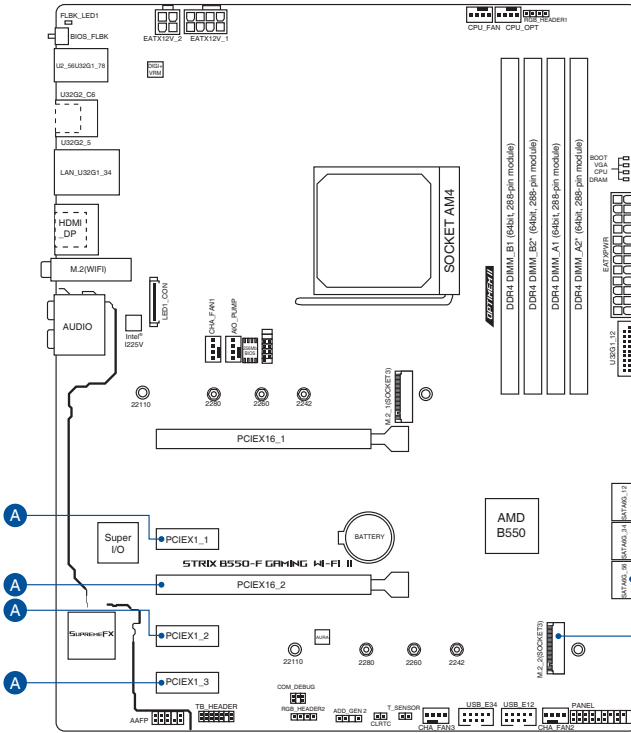 FLBK_LED1
BIOS_FLBK
EATX12V_2
EATX12V_1
CPU_FAN
CPU_OPT
RGB_HEADER1
U2_56U32G1_78
DIGI+
VRM
U32G2_C6
U32G2_5
LAN_U32G1_34
HDMI
_DP
M.2(WIFI)
AUDIO
LED1_CON
Intel®
I225V
CHA_FAN1
AIO_PUMP
256Mb
BIOS
SOCKET AM4
OPTIMEM II
DDR4 DIMM_B1 (64bit, 288-pin module)
DDR4 DIMM_B2* (64bit, 288-pin module)
DDR4 DIMM_A1 (64bit, 288-pin module)
DDR4 DIMM_A2* (64bit, 288-pin module)
BOOT
VGA
CPU
DRAM
EATXPWR
U32G1_12
22110
2280
2260
2242
M.2_1(SOCKET3)
PCIEX16_1
A
PCIEX1_1
Super
I/O
BATTERY
AMD
B550
SATA6G_12
SATA6G_34
SATA6G_56
STRIX B550-F GAMING WI-FI II
A
PCIEX16_2
A
PCIEX1_2
SUPREMEFX
AURA
22110
2280
2260
2242
M.2_2(SOCKET3)
A
PCIEX1_3
AAFP
TB_HEADER
COM_DEBUG
RGB_HEADER2
ADD_GEN 2
CLRTC
T_SENSOR
CHA_FAN3
USB_E34
USB_E12
CHA_FAN2
PANEL